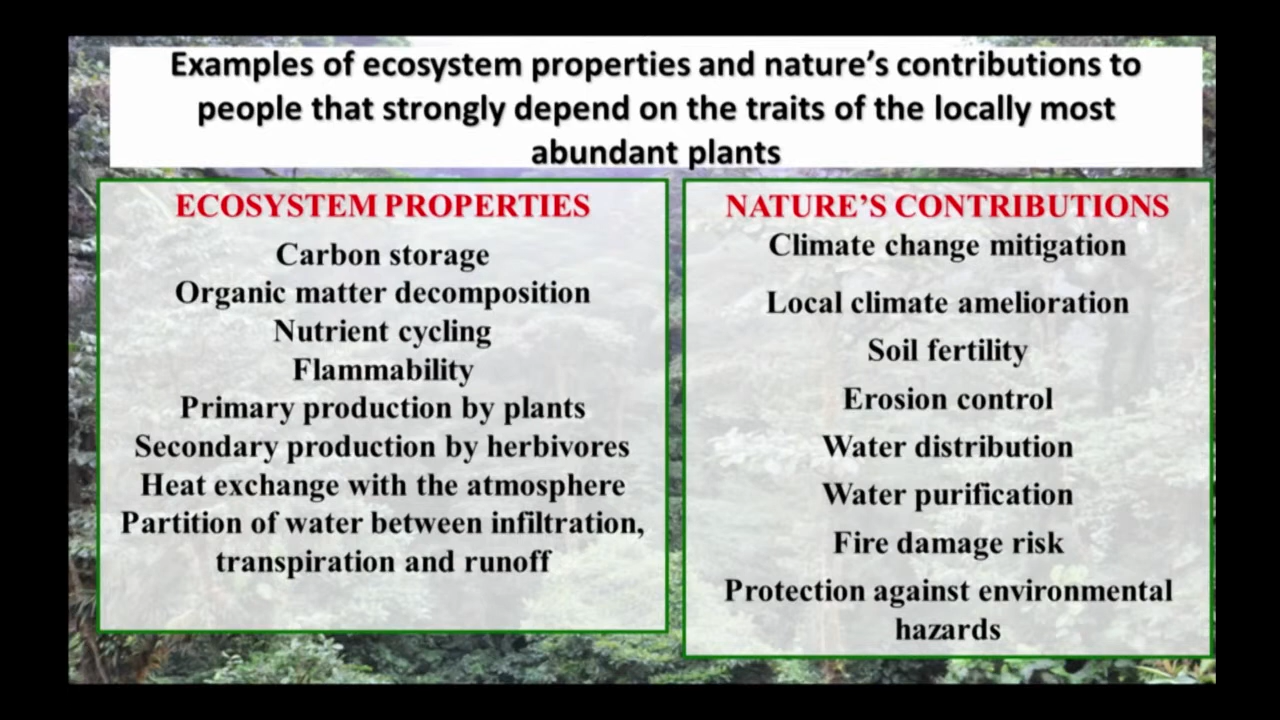 Examples of ecosystem properties and nature's contributions to
people that strongly depend on the traits of the locally most
abundant plants
ECOSYSTEM PROPERTIES
Carbon storage
Organic matter decomposition
Nutrient cycling
Flammability
Primary production by plants
Secondary production by herbivores
Heat exchange with the atmosphere
Partition of water between infiltration,
transpiration and runoff
NATURE'S CONTRIBUTIONS
Climate change mitigation
Local climate amelioration
Soil fertility
Erosion control
Water distribution
Water purification
Fire damage risk
Protection against environmental
hazards